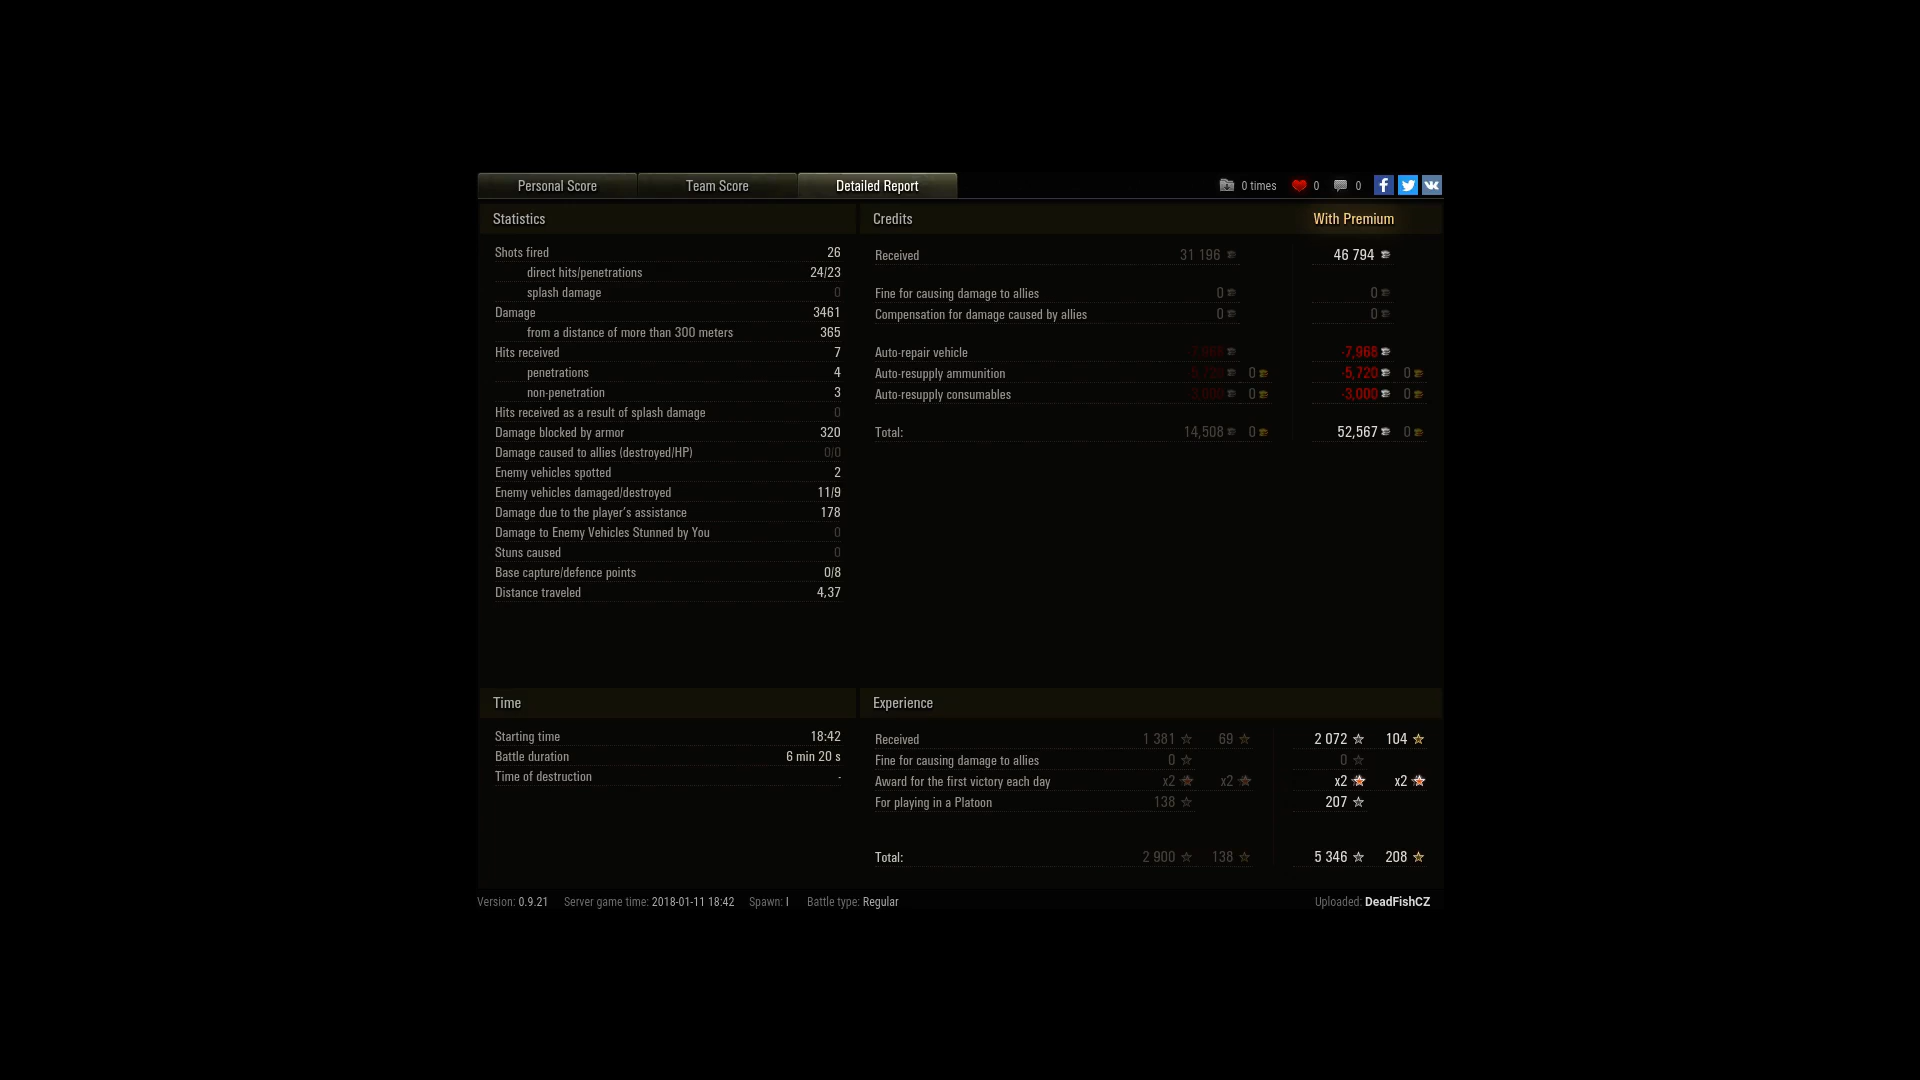 Personal Score Team Score Detailed Report 0 times 0 0
Statistics
Shots fired 26
direct hits/penetrations 24/23
splash damage 0
Damage 3461
from a distance of more than 300 meters 365
Hits received 7
penetrations 4
non-penetration 3
Hits received as a result of splash damage 0
Damage blocked by armor 320
Damage caused to allies (destroyed/HP) 0/0
Enemy vehicles spotted 2
Enemy vehicles damaged/destroyed 11/9
Damage due to the player's assistance 178
Damage to Enemy Vehicles Stunned by You 0
Stuns caused 0
Base capture/defence points 0/8
Distance traveled 4,37
Credits With Premium
Received 31 196 46 794
Fine for causing damage to allies 0 0
Compensation for damage caused by allies 0 0
Auto-repair vehicle -7,968 -7,968
Auto-resupply ammunition -5,720 0 -5,720 0
Auto-resupply consumables -3,000 0 -3,000 0
Total: 14,508 0 52,567 0
Time
Starting time 18:42
Battle duration 6 min 20 s
Time of destruction -
Experience
Received 1 381 69 2 072 104
Fine for causing damage to allies 0 0
Award for the first victory each day x2 x2 x2 x2
For playing in a Platoon 138 207
Total: 2 900 138 5 346 208
Version: 0.9.21 Server game time: 2018-01-11 18:42 Spawn: I Battle type: Regular Uploaded: DeadFishCZ